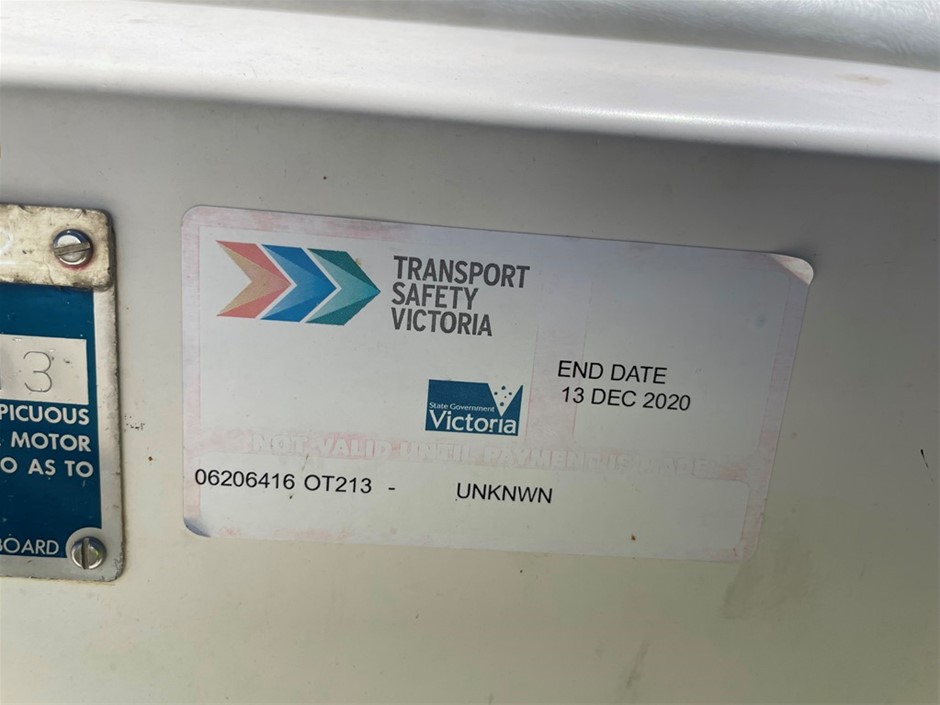 3
PICUOUS
MOTOR
O AS TO
BOARD
TRANSPORT
SAFETY
VICTORIA
State Government
Victoria
END DATE
13 DEC 2020
NOT VALID UNTIL PAYMENT IS MADE
06206416 OT213 - UNKNWN